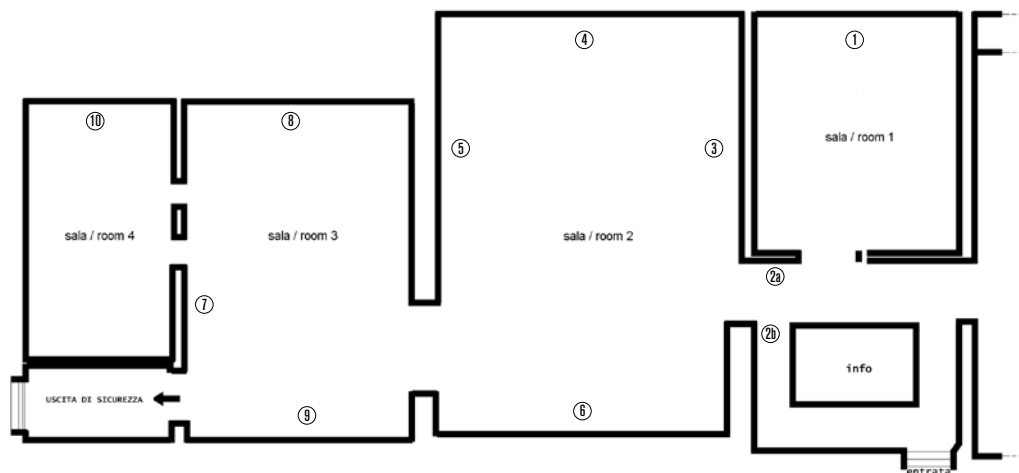 ④
①
⑩
⑧
sala / room 1
⑤
③
sala / room 4
sala / room 3
sala / room 2
2a
⑦
2b
info
USCITA DI SICUREZZA
⑨
⑥
entrata